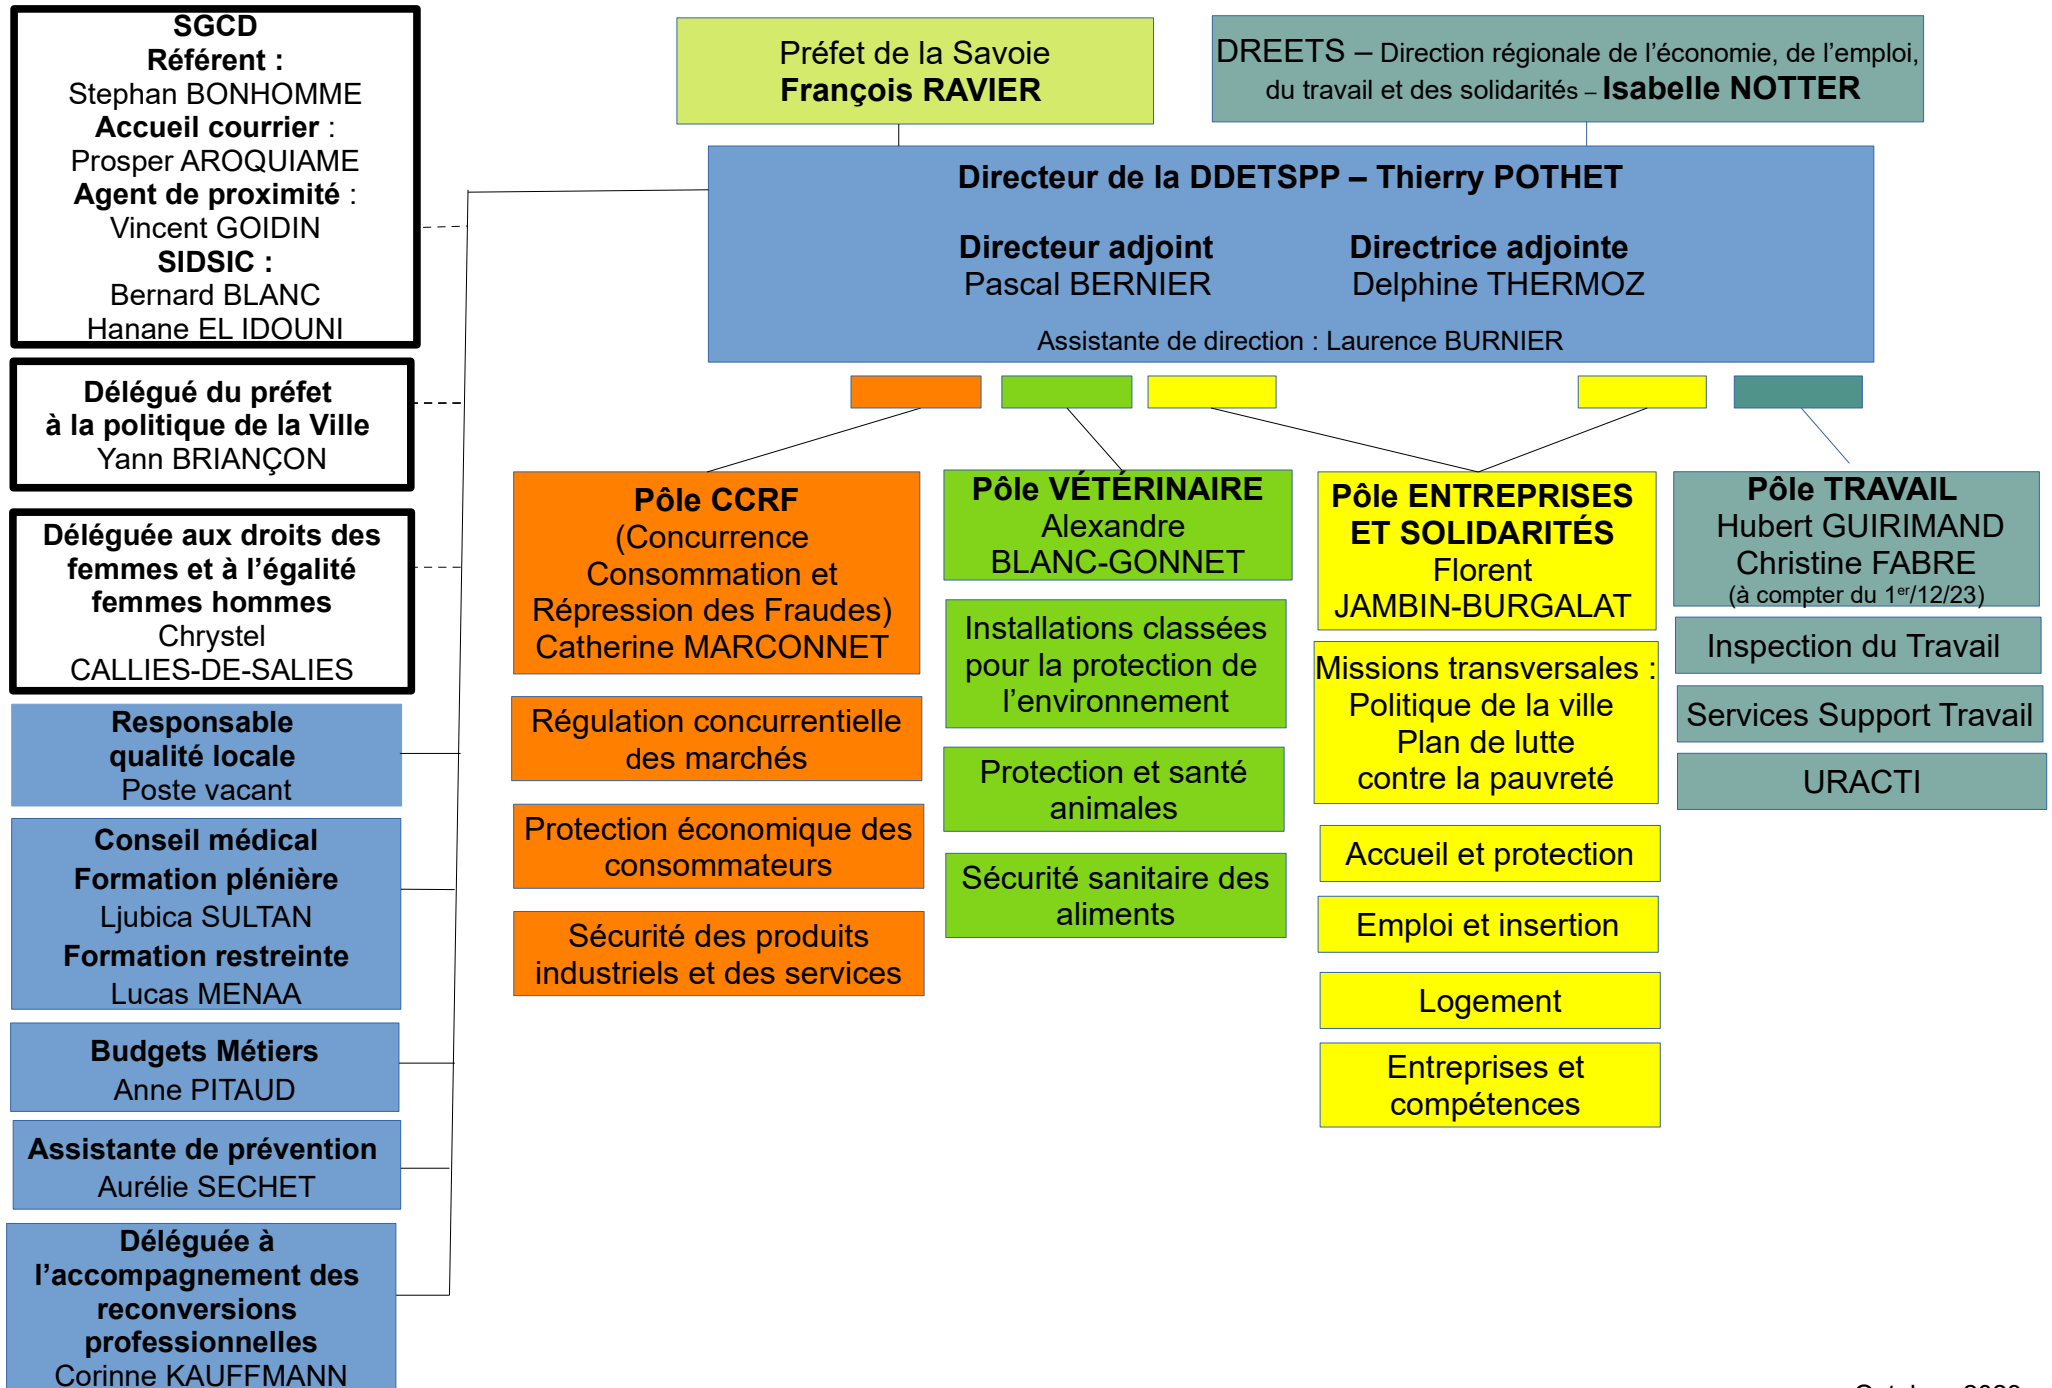 SGCD
Référent :
Stephan BONHOMME
Accueil courrier :
Prosper AROQUIAME
Agent de proximité :
Vincent GOIDIN
SIDSIC :
Bernard BLANC
Hanane EL IDOUNI
Délégué du préfet
à la politique de la Ville
Yann BRIANÇON
Déléguée aux droits des
femmes et à l’égalité
femmes hommes
Chrystel
CALLIES-DE-SALIES
Responsable
qualité locale
Poste vacant
Conseil médical
Formation plénière
Ljubica SULTAN
Formation restreinte
Lucas MENAA
Budgets Métiers
Anne PITAUD
Assistante de prévention
Aurélie SECHET
Déléguée à
l’accompagnement des
reconversions
professionnelles
Corinne KAUFFMANN
Préfet de la Savoie
François RAVIER
DREETS – Direction régionale de l’économie, de l’emploi,
du travail et des solidarités – Isabelle NOTTER
Directeur de la DDETSPP – Thierry POTHET
Directeur adjoint
Pascal BERNIER
Directrice adjointe
Delphine THERMOZ
Assistante de direction : Laurence BURNIER
Pôle CCRF
(Concurrence
Consommation et
Répression des Fraudes)
Catherine MARCONNET
Régulation concurrentielle
des marchés
Protection économique des
consommateurs
Sécurité des produits
industriels et des services
Pôle VÉTÉRINAIRE
Alexandre
BLANC-GONNET
Installations classées
pour la protection de
l’environnement
Protection et santé
animales
Sécurité sanitaire des
aliments
Pôle ENTREPRISES
ET SOLIDARITÉS
Florent
JAMBIN-BURGALAT
Missions transversales :
Politique de la ville
Plan de lutte
contre la pauvreté
Accueil et protection
Emploi et insertion
Logement
Entreprises et
compétences
Pôle TRAVAIL
Hubert GUIRIMAND
Christine FABRE
(à compter du 1er/12/23)
Inspection du Travail
Services Support Travail
URACTI